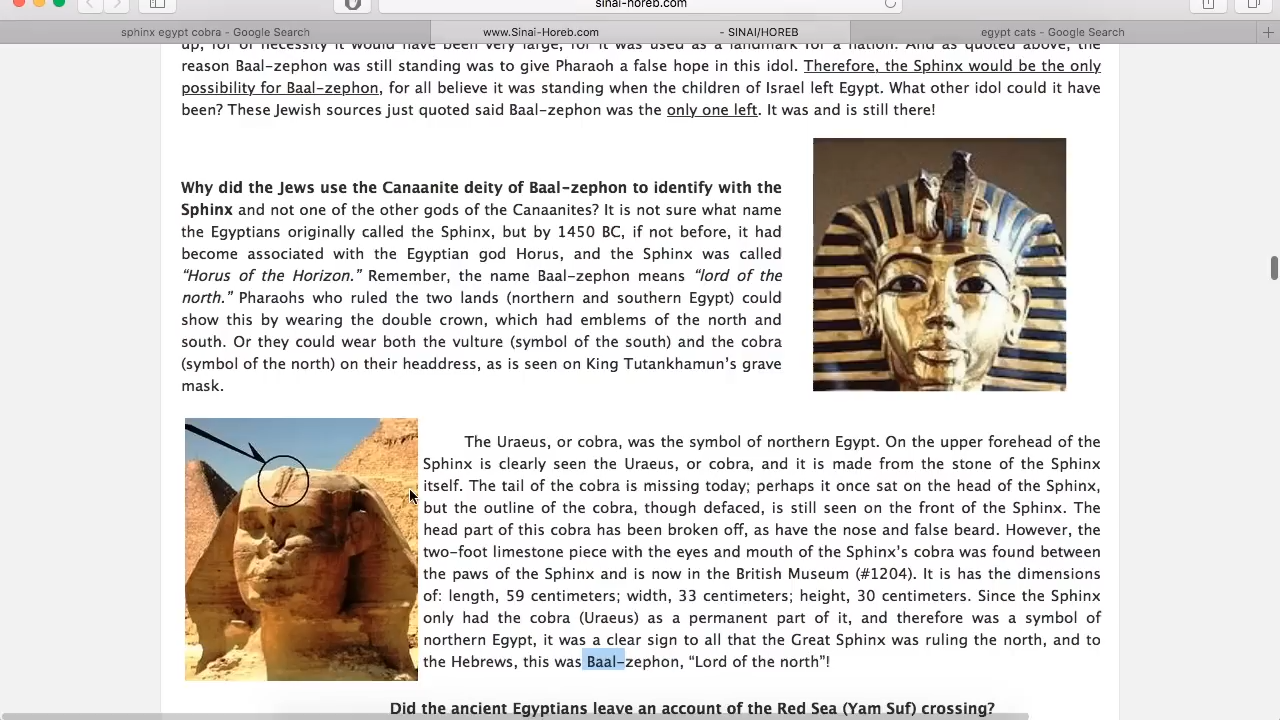 sinai-horeb.com
sphinx egypt cobra - Google Search
www.Sinai-Horeb.com - SINAI/HOREB
egypt cats - Google Search
up, for of necessity it would have been very large, for it was used as a landmark for a nation. And as quoted above, the
reason Baal-zephon was still standing was to give Pharaoh a false hope in this idol. Therefore, the Sphinx would be the only
possibility for Baal-zephon, for all believe it was standing when the children of Israel left Egypt. What other idol could it have
been? These Jewish sources just quoted said Baal-zephon was the only one left. It was and is still there!
Why did the Jews use the Canaanite deity of Baal-zephon to identify with the
Sphinx and not one of the other gods of the Canaanites? It is not sure what name
the Egyptians originally called the Sphinx, but by 1450 BC, if not before, it had
become associated with the Egyptian god Horus, and the Sphinx was called
“Horus of the Horizon.” Remember, the name Baal-zephon means “lord of the
north.” Pharaohs who ruled the two lands (northern and southern Egypt) could
show this by wearing the double crown, which had emblems of the north and
south. Or they could wear both the vulture (symbol of the south) and the cobra
(symbol of the north) on their headdress, as is seen on King Tutankhamun’s grave
mask.
The Uraeus, or cobra, was the symbol of northern Egypt. On the upper forehead of the
Sphinx is clearly seen the Uraeus, or cobra, and it is made from the stone of the Sphinx
itself. The tail of the cobra is missing today; perhaps it once sat on the head of the Sphinx,
but the outline of the cobra, though defaced, is still seen on the front of the Sphinx. The
head part of this cobra has been broken off, as have the nose and false beard. However, the
two-foot limestone piece with the eyes and mouth of the Sphinx’s cobra was found between
the paws of the Sphinx and is now in the British Museum (#1204). It is has the dimensions
of: length, 59 centimeters; width, 33 centimeters; height, 30 centimeters. Since the Sphinx
only had the cobra (Uraeus) as a permanent part of it, and therefore was a symbol of
northern Egypt, it was a clear sign to all that the Great Sphinx was ruling the north, and to
the Hebrews, this was Baal-zephon, “Lord of the north”!
Did the ancient Egyptians leave an account of the Red Sea (Yam Suf) crossing?